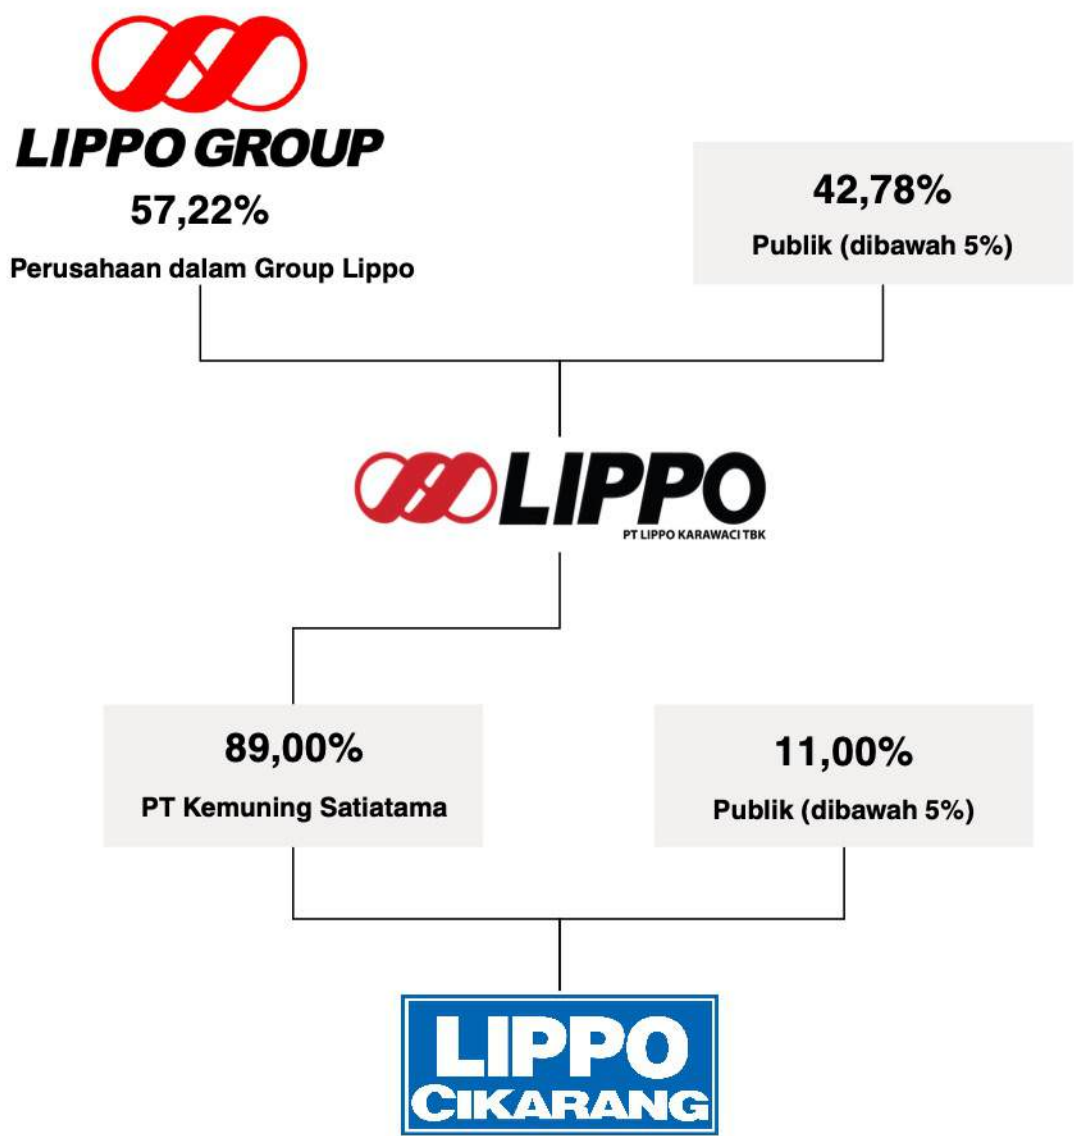 LIPPO GROUP
57,22%
Perusahaan dalam Group Lippo
42,78%
Publik (dibawah 5%)
LIPPO
PT LIPPO KARAWACI TBK
89,00%
PT Kemuning Satiatama
11,00%
Publik (dibawah 5%)
LIPPO
CIKARANG